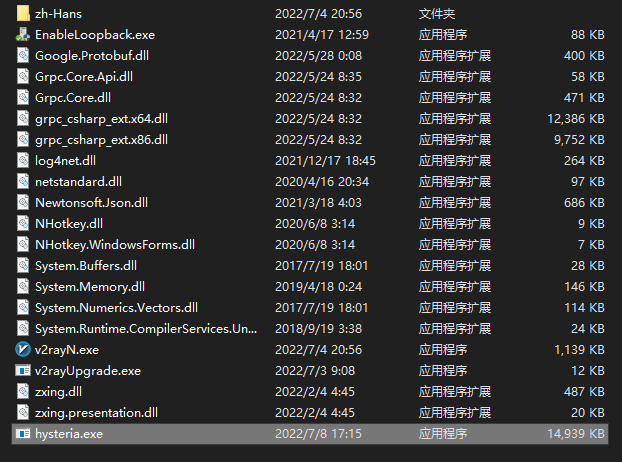 zh-Hans 2022/7/4 20:56 文件夹
EnableLoopback.exe 2021/4/17 12:59 应用程序 88 KB
Google.Protobuf.dll 2022/5/28 0:08 应用程序扩展 400 KB
Grpc.Core.Api.dll 2022/5/24 8:35 应用程序扩展 58 KB
Grpc.Core.dll 2022/5/24 8:32 应用程序扩展 471 KB
grpc_csharp_ext.x64.dll 2022/5/24 8:32 应用程序扩展 12,386 KB
grpc_csharp_ext.x86.dll 2022/5/24 8:32 应用程序扩展 9,752 KB
log4net.dll 2021/12/17 18:45 应用程序扩展 264 KB
netstandard.dll 2020/4/16 20:34 应用程序扩展 97 KB
Newtonsoft.Json.dll 2021/3/18 4:03 应用程序扩展 686 KB
NHotkey.dll 2020/6/8 3:14 应用程序扩展 9 KB
NHotkey.WindowsForms.dll 2020/6/8 3:14 应用程序扩展 7 KB
System.Buffers.dll 2017/7/19 18:01 应用程序扩展 28 KB
System.Memory.dll 2019/4/18 0:24 应用程序扩展 146 KB
System.Numerics.Vectors.dll 2017/7/19 18:01 应用程序扩展 114 KB
System.Runtime.CompilerServices.Un... 2018/9/19 3:38 应用程序扩展 24 KB
v2rayN.exe 2022/7/4 20:56 应用程序 1,139 KB
v2rayUpgrade.exe 2022/7/3 9:08 应用程序 12 KB
zxing.dll 2022/2/4 4:45 应用程序扩展 487 KB
zxing.presentation.dll 2022/2/4 4:45 应用程序扩展 20 KB
hysteria.exe 2022/7/8 17:15 应用程序 14,939 KB